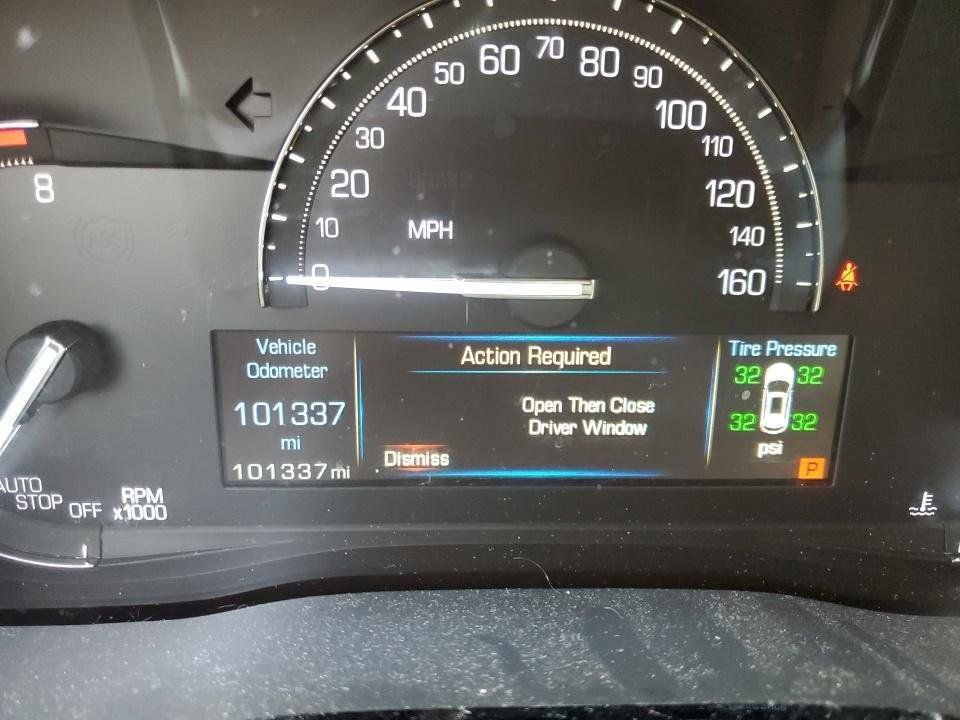 70
60
80
50
90
40
100
30
110
8
20
120
10
MPH
140
0
160
Vehicle
Odometer
101337
mi
101337 mi
Action Required
Open Then Close
Driver Window
Dismiss
Tire Pressure
32 32
32 32
psi
P
AUTO
STOP
OFF
RPM
x1000